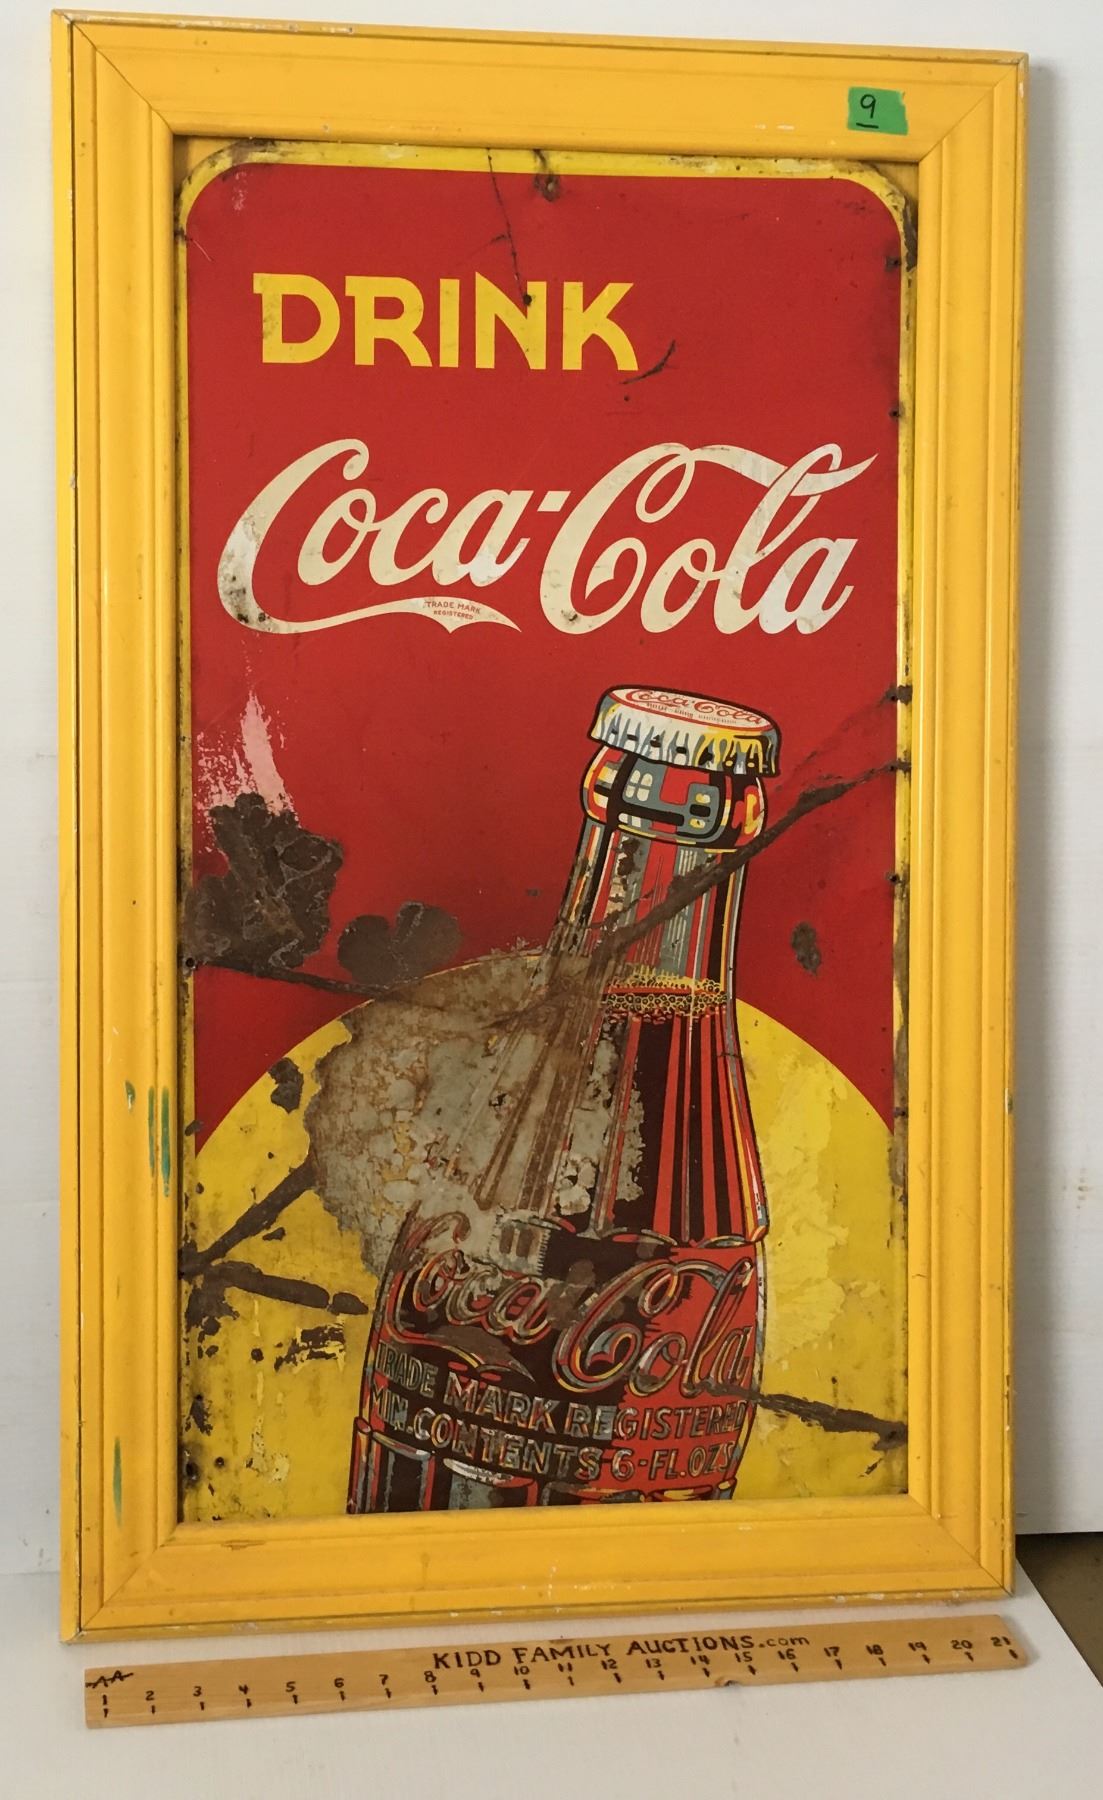 9
DRINK
Coca-Cola
TRADE MARK
REGISTERED
Coca-Cola
Coca-Cola
TRADE MARK REGISTERED
MIN. CONTENTS 6-FL. OZS
KIDD FAMILY AUCTIONS.com
1 2 3 4 5 6 7 8 9 10 11 12 13 14 15 16 17 18 19 20 21